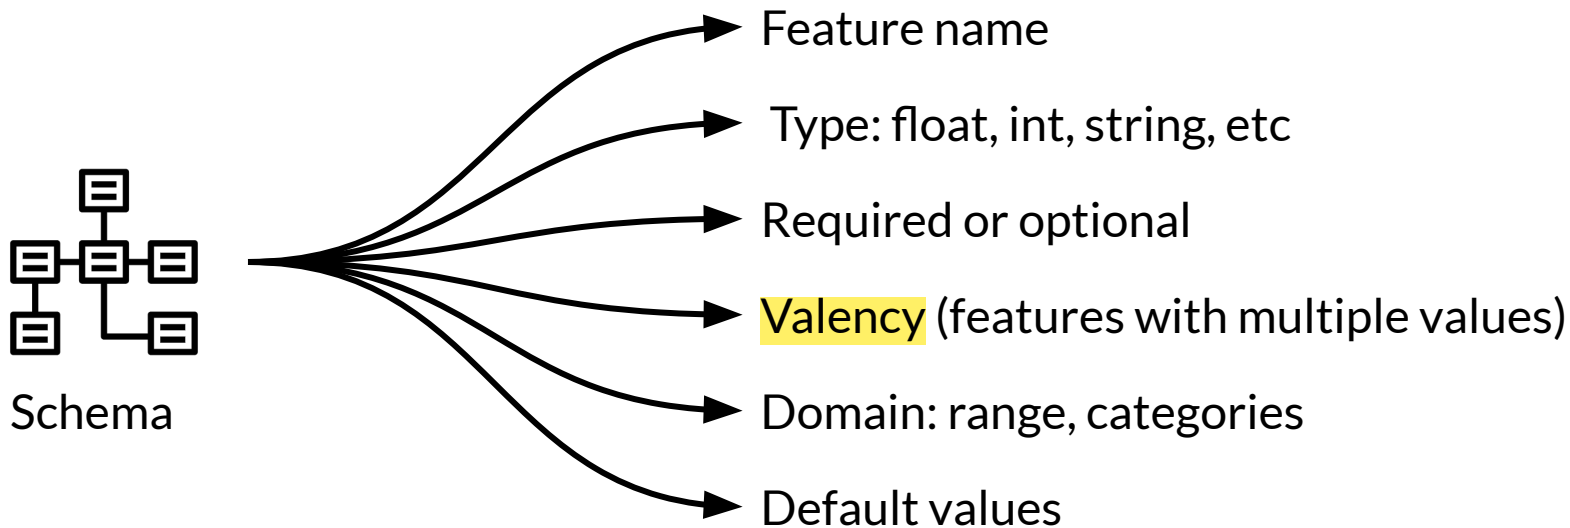 Feature name
Type: float, int, string, etc
Required or optional
Valency (features with multiple values)
Schema
Domain: range, categories
Default values